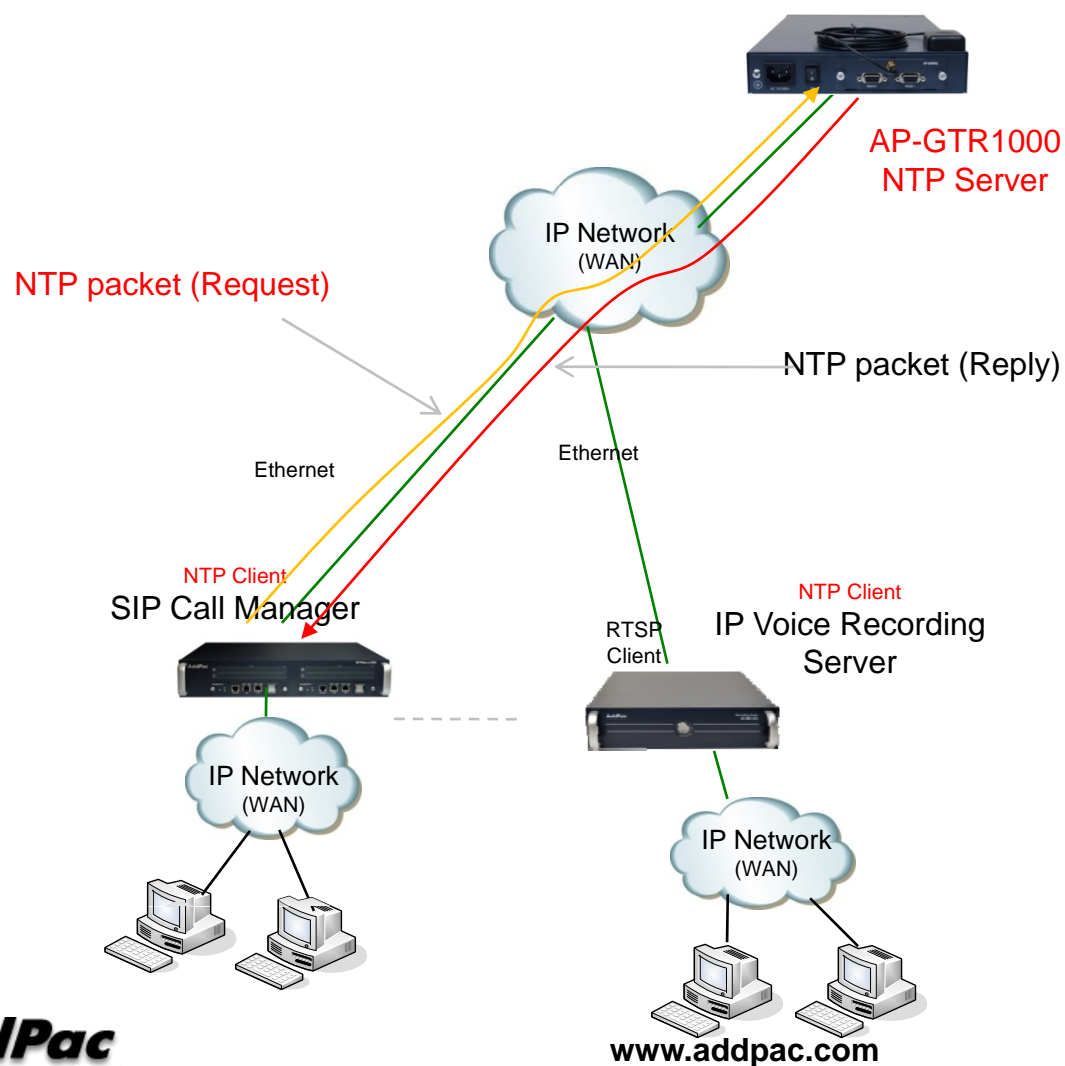 AP-GTR1000
NTP Server
IP Network
(WAN)
NTP packet (Request)
NTP packet (Reply)
Ethernet
Ethernet
NTP Client
SIP Call Manager
NTP Client
IP Voice Recording
Server
RTSP
Client
AddPac
AddPac
IP Network
(WAN)
IP Network
(WAN)
dPac
www.addpac.com